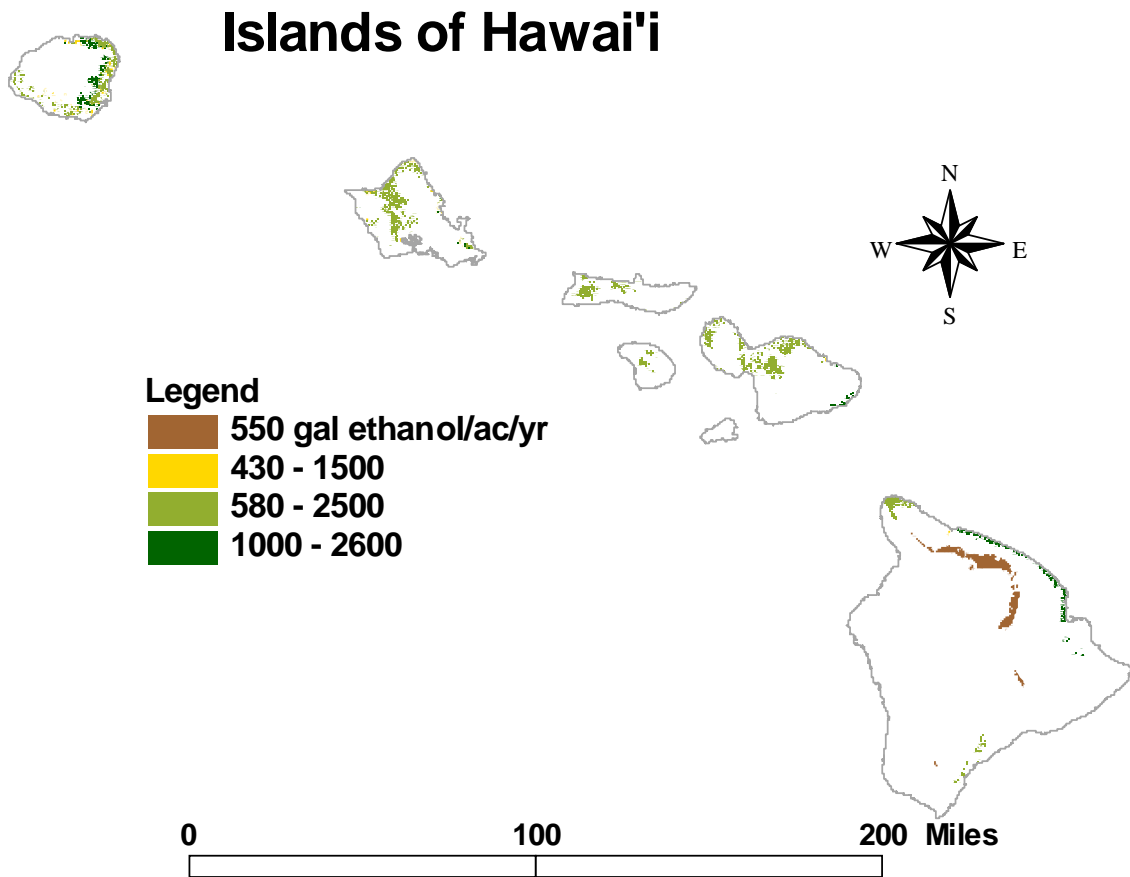 Islands of Hawai'i
N
W E
S
Legend
550 gal ethanol/ac/yr
430 - 1500
580 - 2500
1000 - 2600
0 100 200 Miles